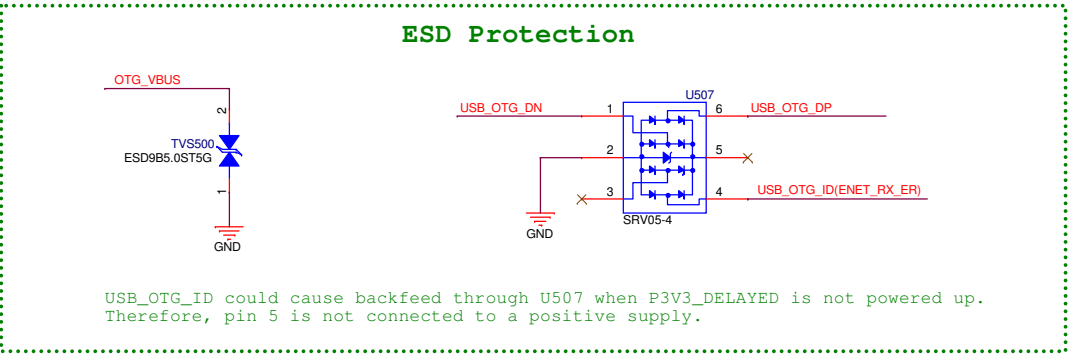 ESD Protection
OTG_VBUS
2
TVS500
ESD9B5.0ST5G
1
GND
U507
USB_OTG_DN
1
6
USB_OTG_DP
2
5
3
4
USB_OTG_ID(ENET_RX_ER)
SRV05-4
GND
USB_OTG_ID could cause backfeed through U507 when P3V3_DELAYED is not powered up.
Therefore, pin 5 is not connected to a positive supply.